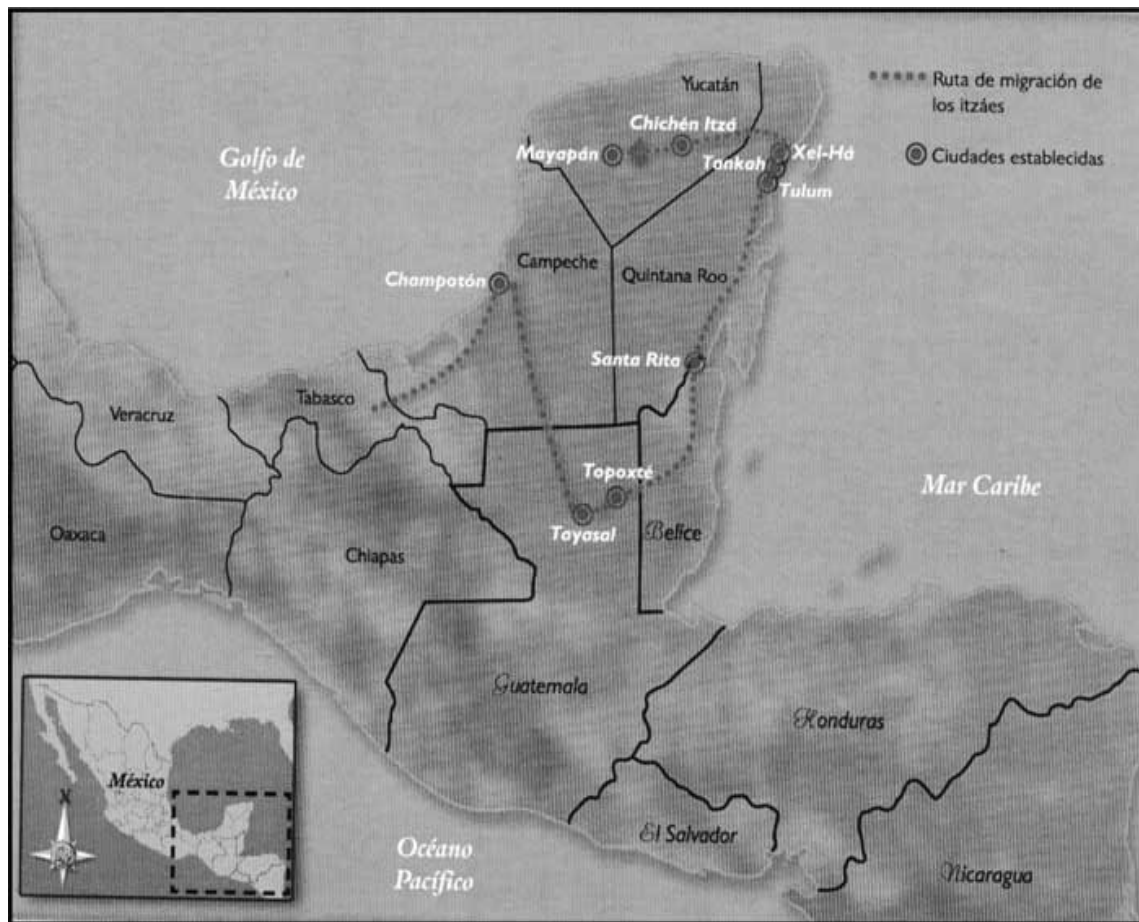 Yucatán
Ruta de migración de
los itzáes
Chichén Itzá
Mayapán
Xel-Há
Tankah
Ciudades establecidas
Tulum
Golfo de
México
Campeche
Quintana Roo
Champotón
Santa Rita
Tabasco
Veracruz
Topoxté
Mar Caribe
Tayasal
Belice
Oaxaca
Chiapas
Guatemala
Honduras
México
El Salvador
Océano
Pacífico
Nicaragua